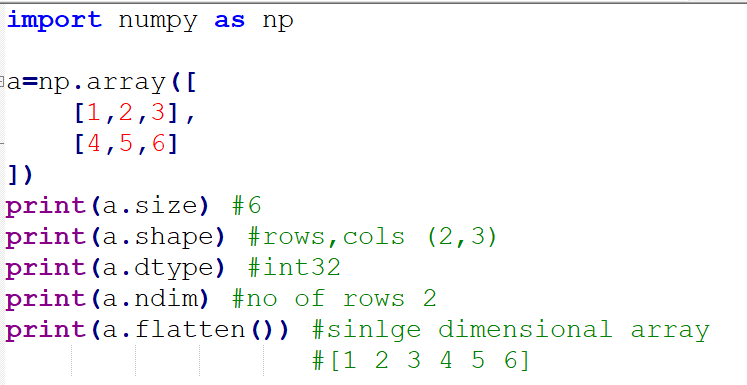 import numpy as np
a=np.array([
[1,2,3],
[4,5,6]
])
print(a.size) #6
print(a.shape) #rows,cols (2,3)
print(a.dtype) #int32
print(a.ndim) #no of rows 2
print(a.flatten()) #sinlge dimensional array
#[1 2 3 4 5 6]